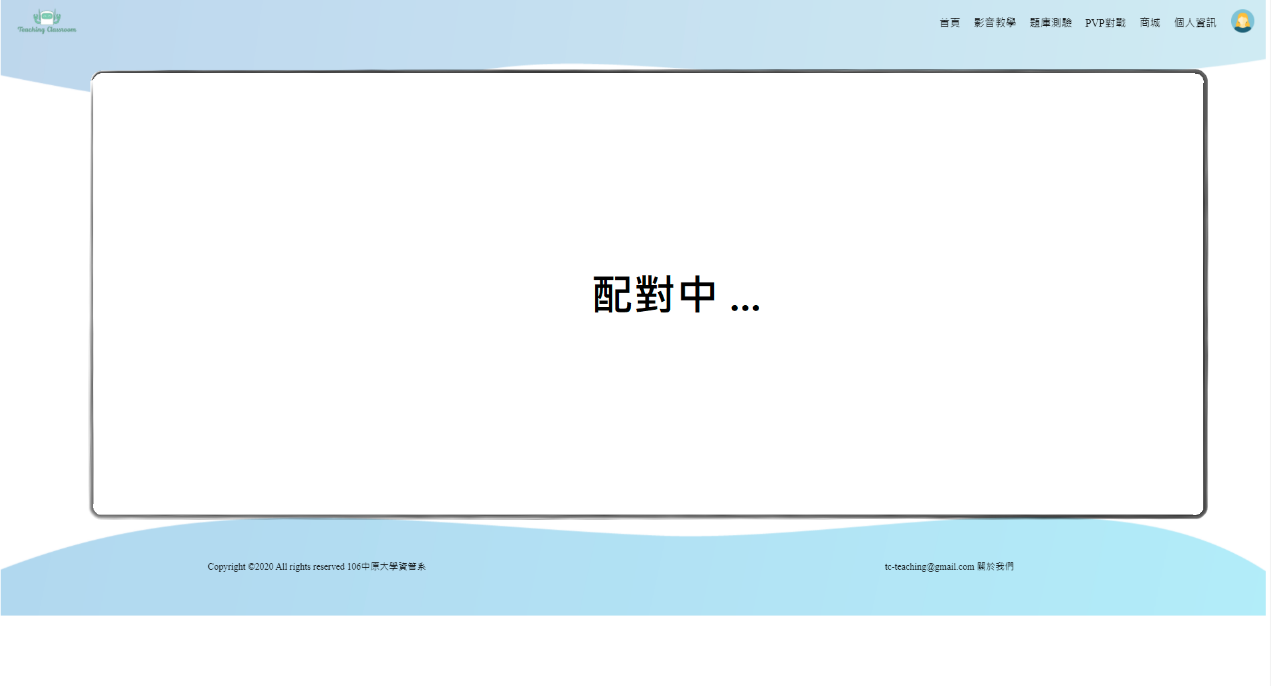 Teaching Classroom
首頁 影音教學 題庫測驗 PVP對戰 商城 個人資訊
配對中 ...
Copyright ©2020 All rights reserved 106中原大學資管系
tc-teaching@gmail.com 關於我們